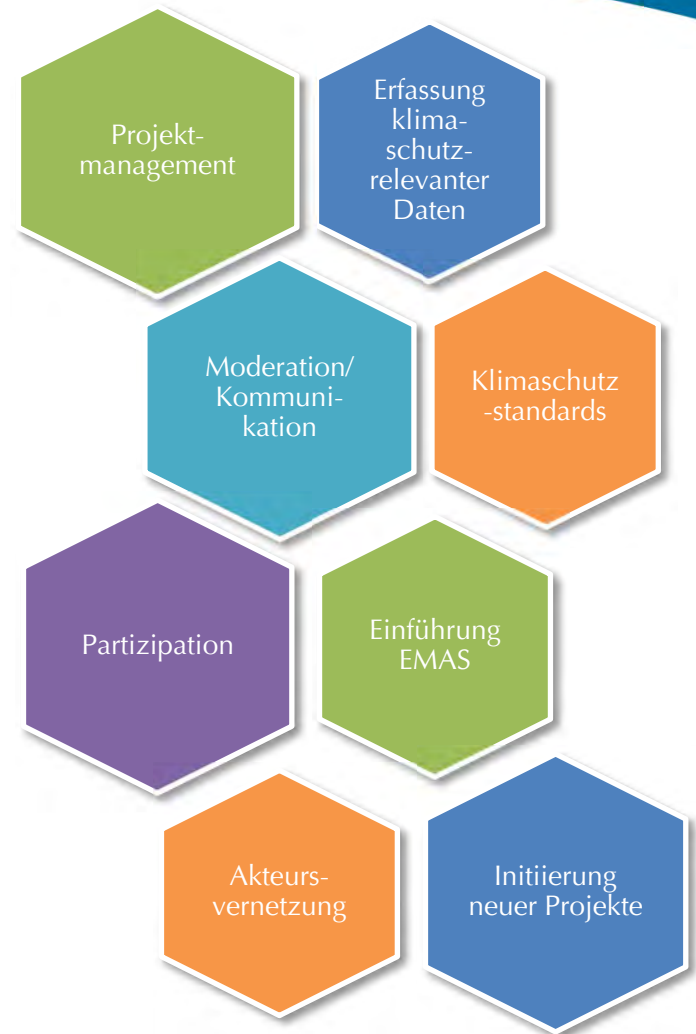 Projekt-
management
Erfassung
klima-
schutz-
relevanter
Daten
Moderation/
Kommuni-
kation
Klimaschutz
-standards
Partizipation
Einführung
EMAS
Akteurs-
vernetzung
Initiierung
neuer Projekte